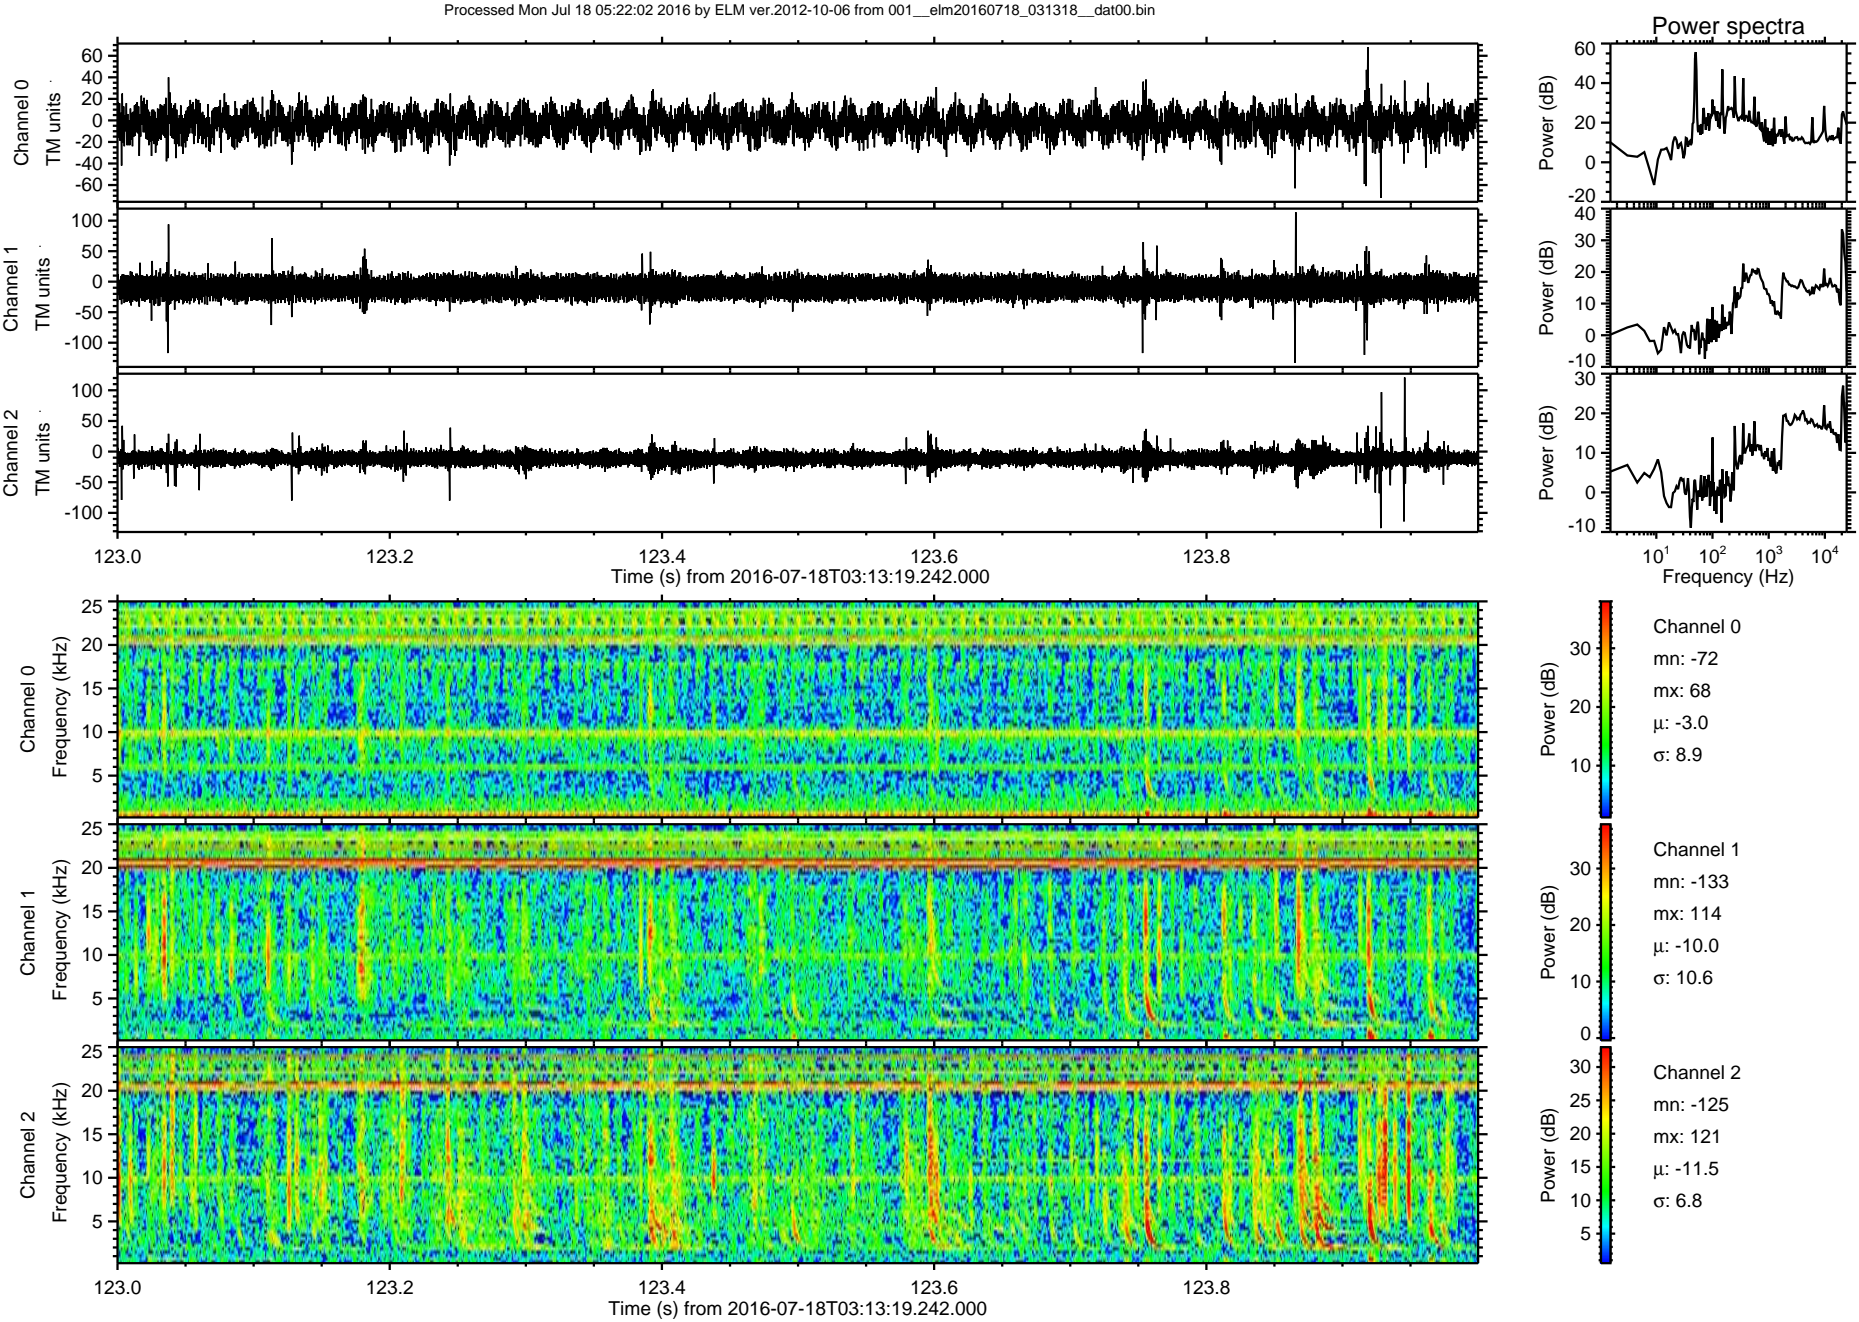 Processed Mon Jul 18 05:22:02 2016 by ELM ver.2012-10-06 from 001__elm20160718_031318__dat00.bin
Power spectra
Channel 0
TM units
60
40
20
0
-20
-40
-60
Power (dB)
60
40
20
0
-20
Channel 1
TM units
100
50
0
-50
-100
Power (dB)
40
30
20
10
0
-10
Channel 2
TM units
100
50
0
-50
-100
Power (dB)
30
20
10
0
-10
123.0 123.2 123.4 123.6 123.8
Time (s) from 2016-07-18T03:13:19.242.000
10^1 10^2 10^3 10^4
Frequency (Hz)
Channel 0
Frequency (kHz)
25
20
15
10
5
Power (dB)
30
20
10
Channel 0
mn: -72
mx: 68
μ: -3.0
σ: 8.9
Channel 1
Frequency (kHz)
25
20
15
10
5
Power (dB)
30
20
10
0
Channel 1
mn: -133
mx: 114
μ: -10.0
σ: 10.6
Channel 2
Frequency (kHz)
25
20
15
10
5
Power (dB)
30
25
20
15
10
5
Channel 2
mn: -125
mx: 121
μ: -11.5
σ: 6.8
123.0 123.2 123.4 123.6 123.8
Time (s) from 2016-07-18T03:13:19.242.000